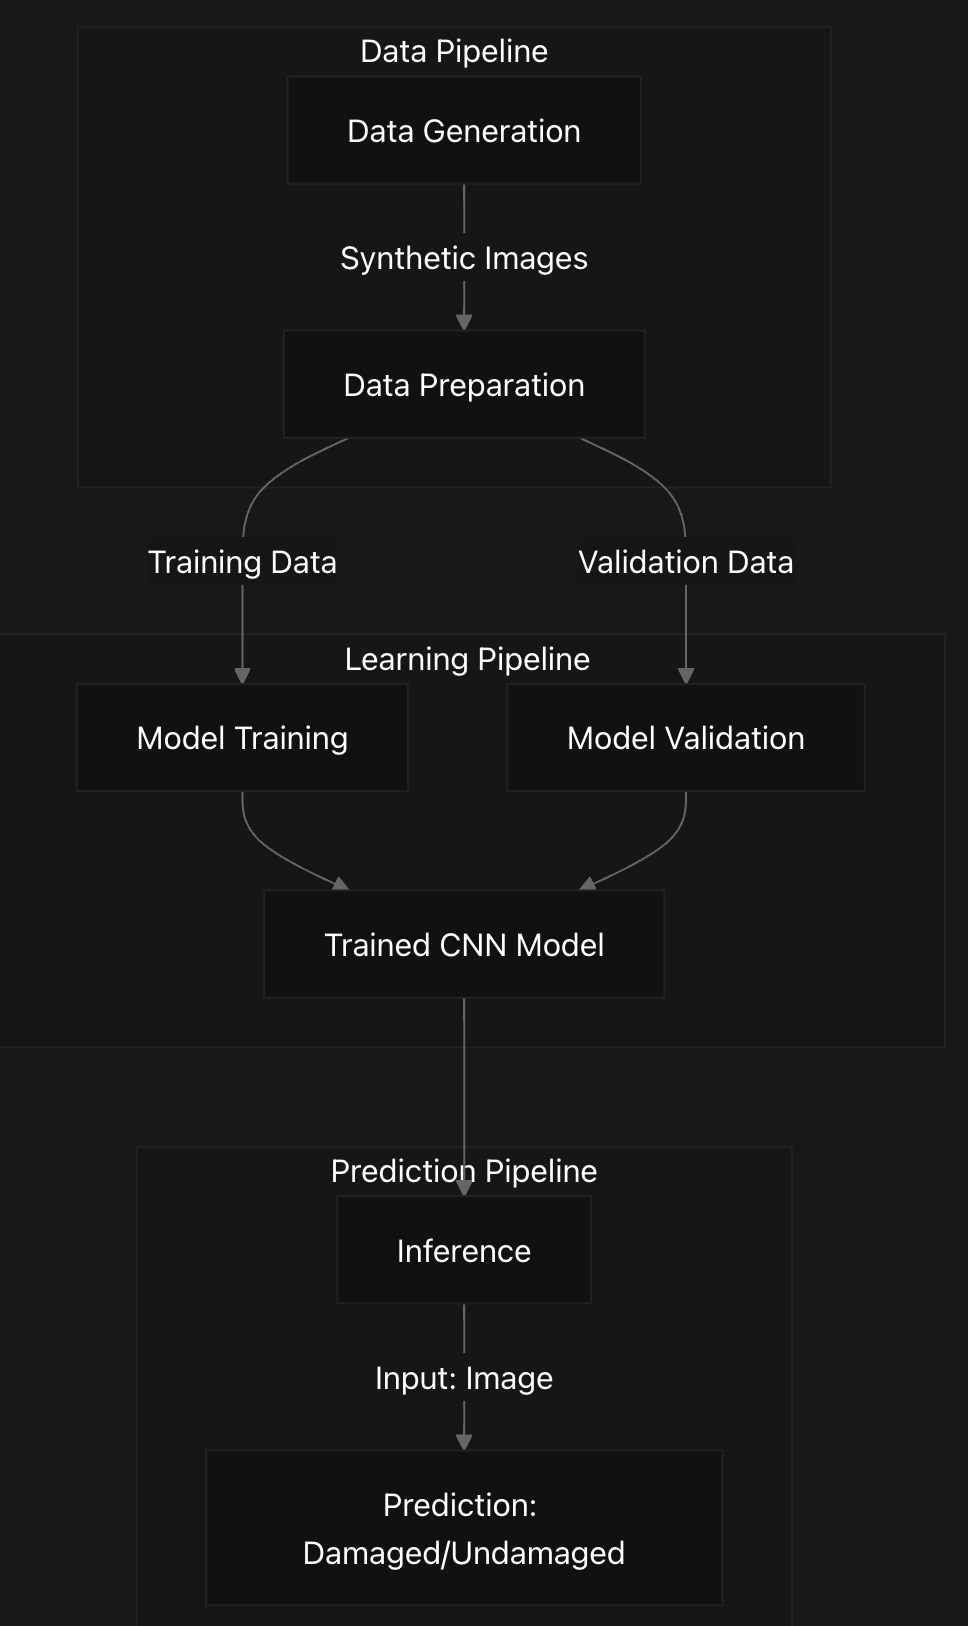 Data Pipeline
Data Generation
Synthetic Images
Data Preparation
Training Data
Validation Data
Learning Pipeline
Model Training
Model Validation
Trained CNN Model
Prediction Pipeline
Inference
Input: Image
Prediction:
Damaged/Undamaged